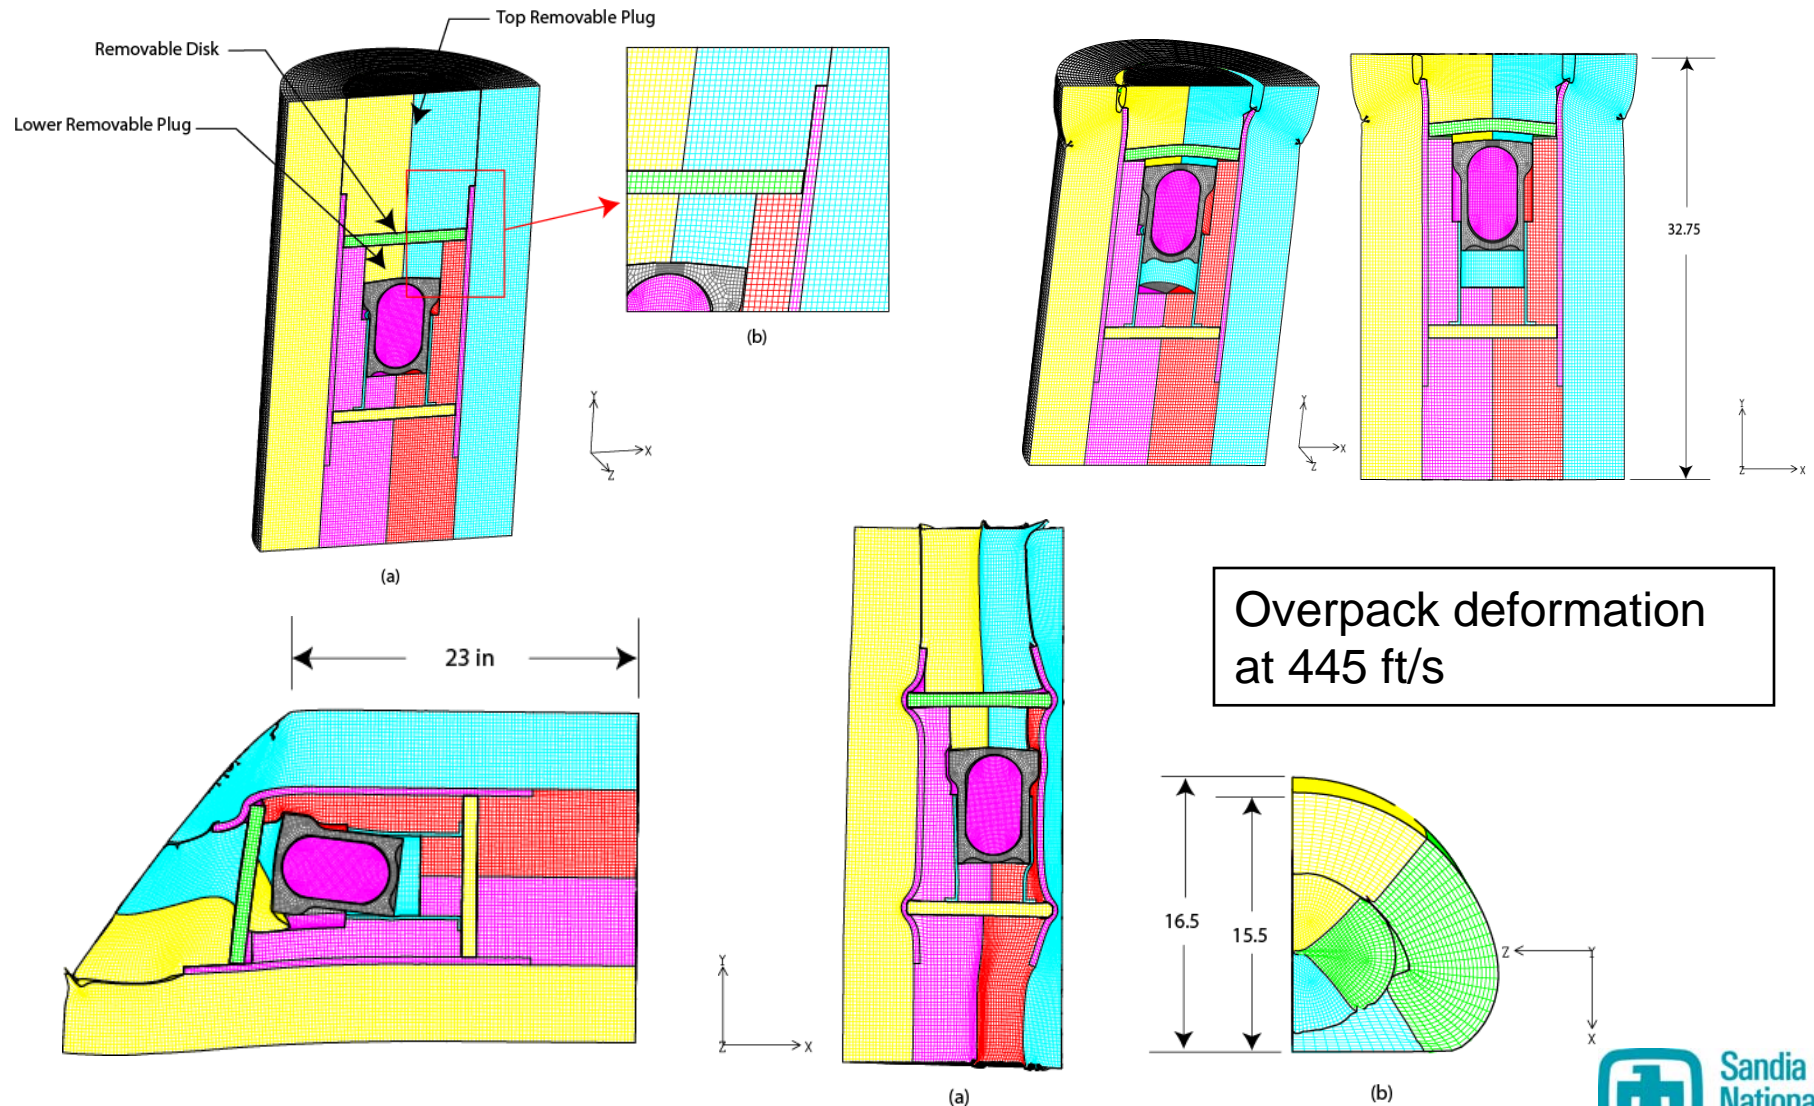 Top Removable Plug
Removable Disk
Lower Removable Plug
(a)
(b)
Y
X
Z
32.75
Y
X
Z
Y
Z
X
23 in
Overpack deformation
at 445 ft/s
Y
Z
X
(a)
16.5
15.5
Z
Y
X
(b)
Sandia